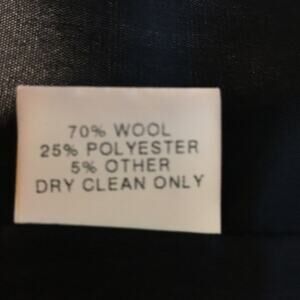 70% WOOL
25% POLYESTER
5% OTHER
DRY CLEAN ONLY